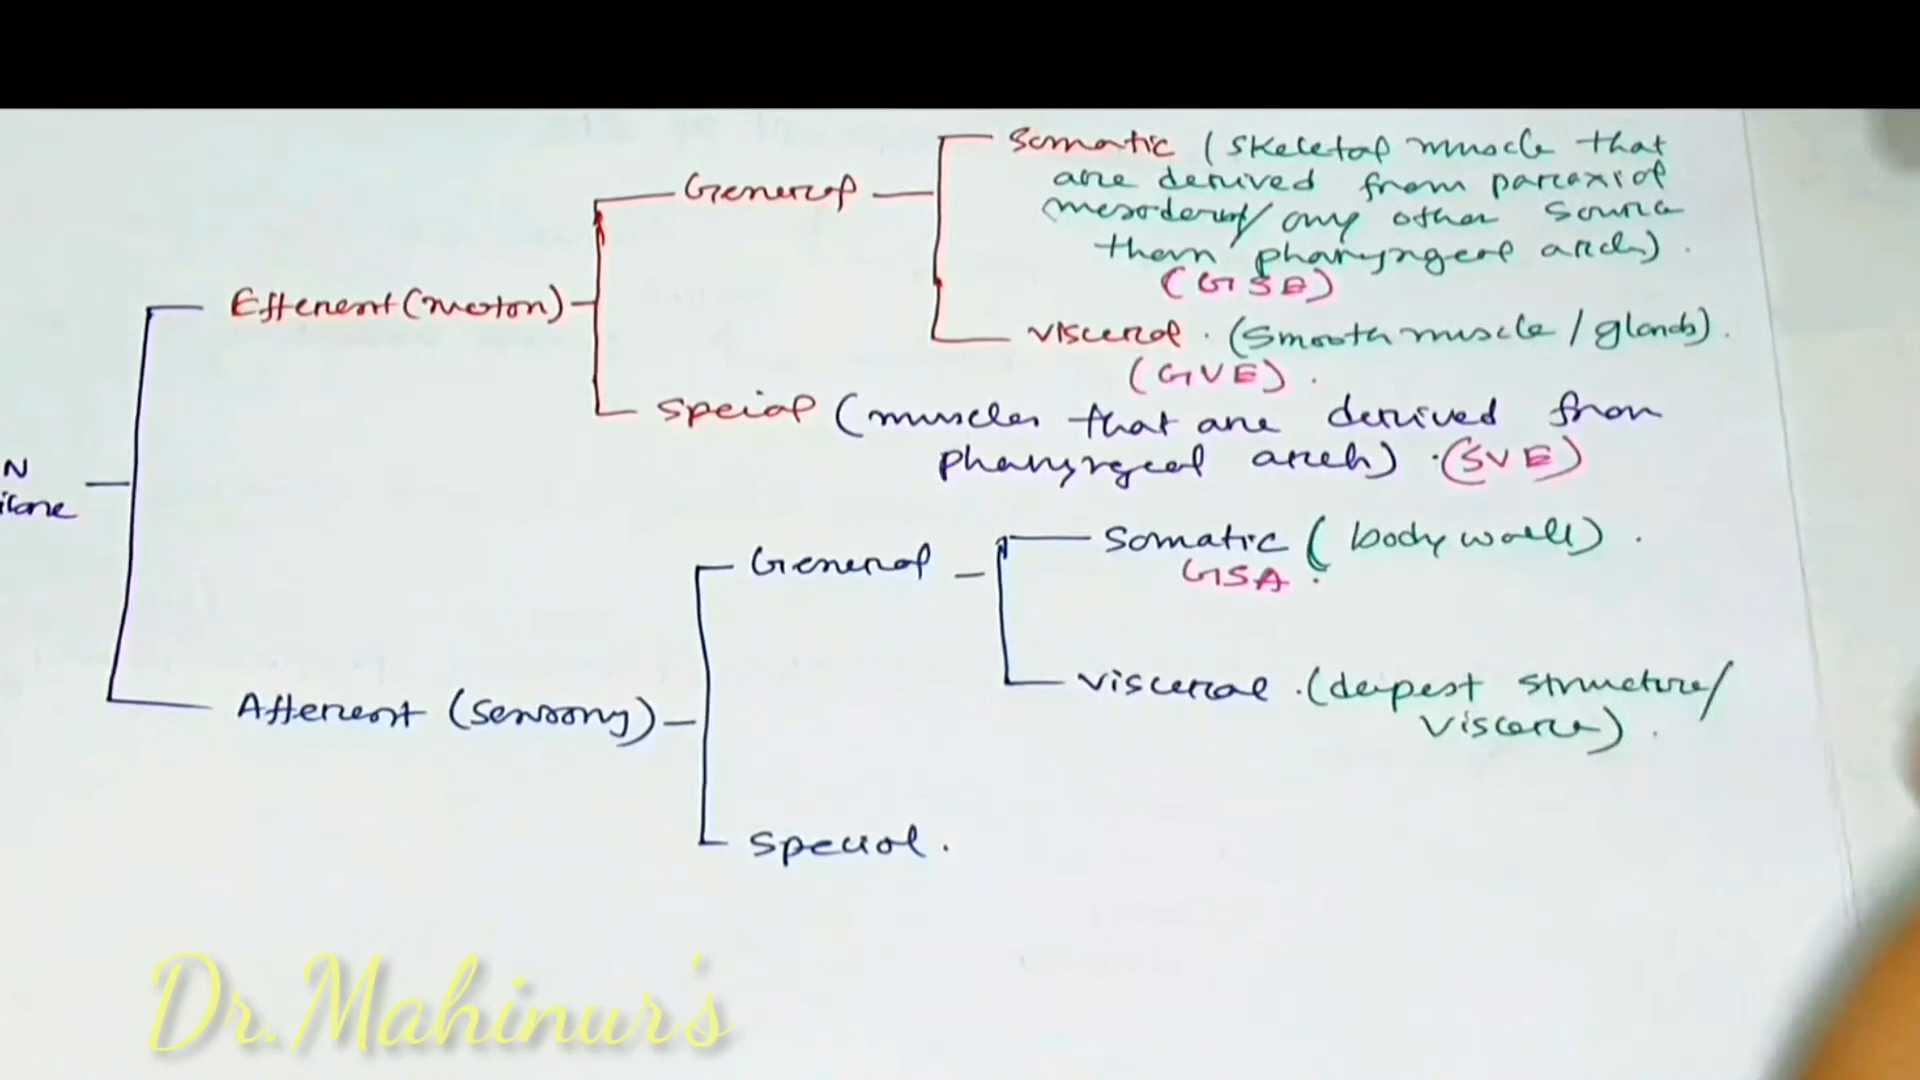 Somatic (skeletal muscle that
are derived from paraxial
General
mesoderm/ any other source
than pharyngeal arch).
(GSE)
Efferent (motor)
visceral. (smooth muscle / glands).
(GVE).
speial (muscles that are derived from
pharyngeal arch). (SVE)
N
General
Somatic (body wall).
GSA.
visceral. (deepest structure/
viscera).
Afferent (sensory)
special.
Dr.Mahinur's